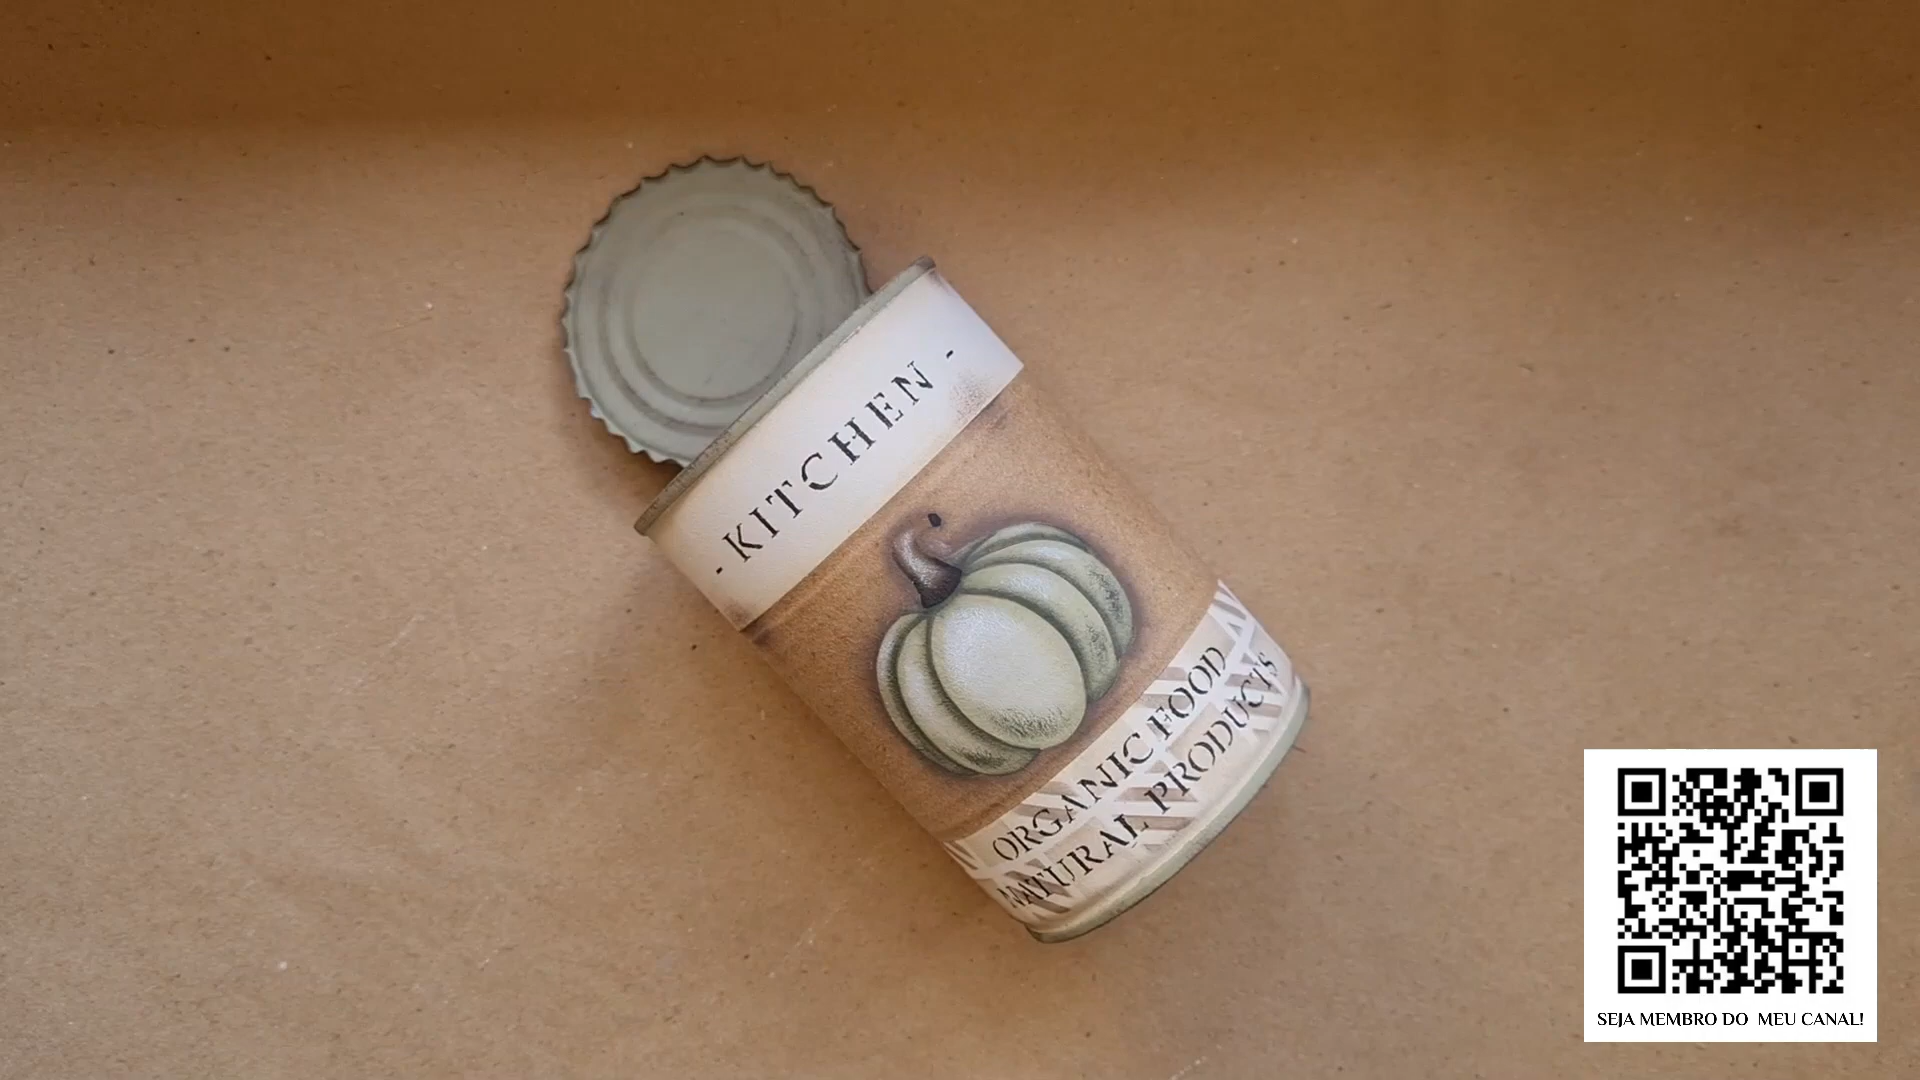 - KITCHEN -
ORGANIC FOOD
NATURAL PRODUCTS
SEJA MEMBRO DO MEU CANAL!